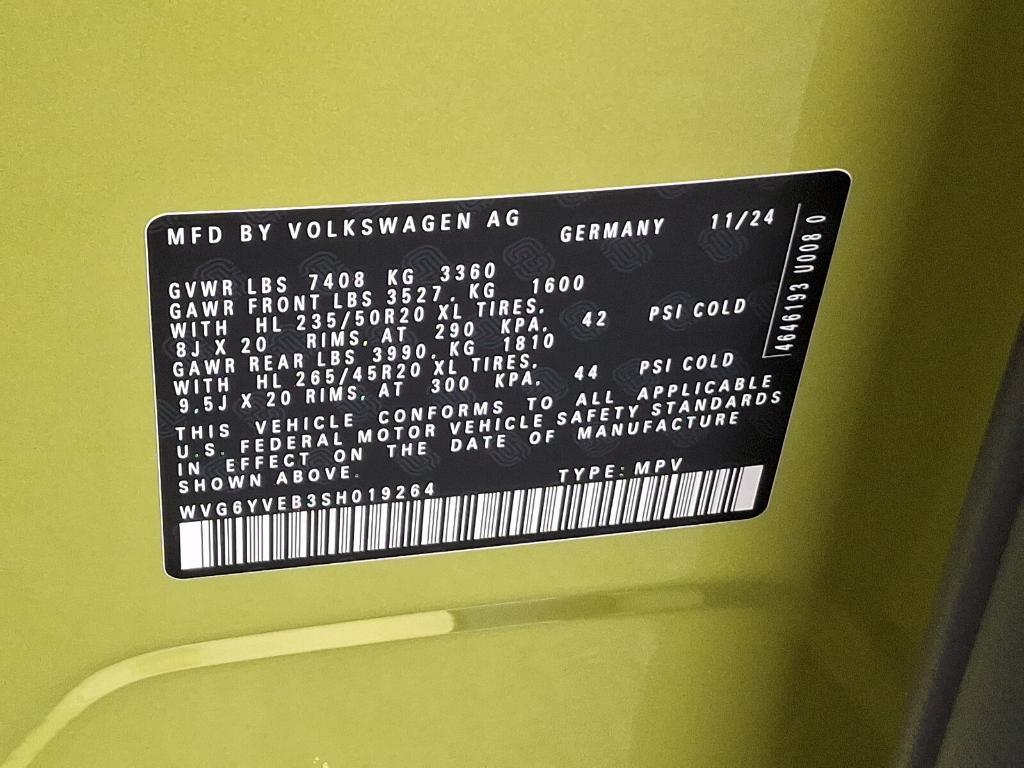 MFD BY VOLKSWAGEN AG GERMANY 11/24
GVWR LBS 7408 KG 3360
GAWR FRONT LBS 3527. KG 1600
WITH HL 235/50R20 XL TIRES.
8J X 20 RIMS. AT 290 KPA. 42 PSI COLD
GAWR REAR LBS 3990. KG 1810
WITH HL 265/45R20 XL TIRES.
9.5J X 20 RIMS. AT 300 KPA. 44 PSI COLD
THIS VEHICLE CONFORMS TO ALL APPLICABLE
U.S. FEDERAL MOTOR VEHICLE SAFETY STANDARDS
IN EFFECT ON THE DATE OF MANUFACTURE
SHOWN ABOVE.
WVG6YVEB3SH019264 TYPE: MPV
4646193 U008 0